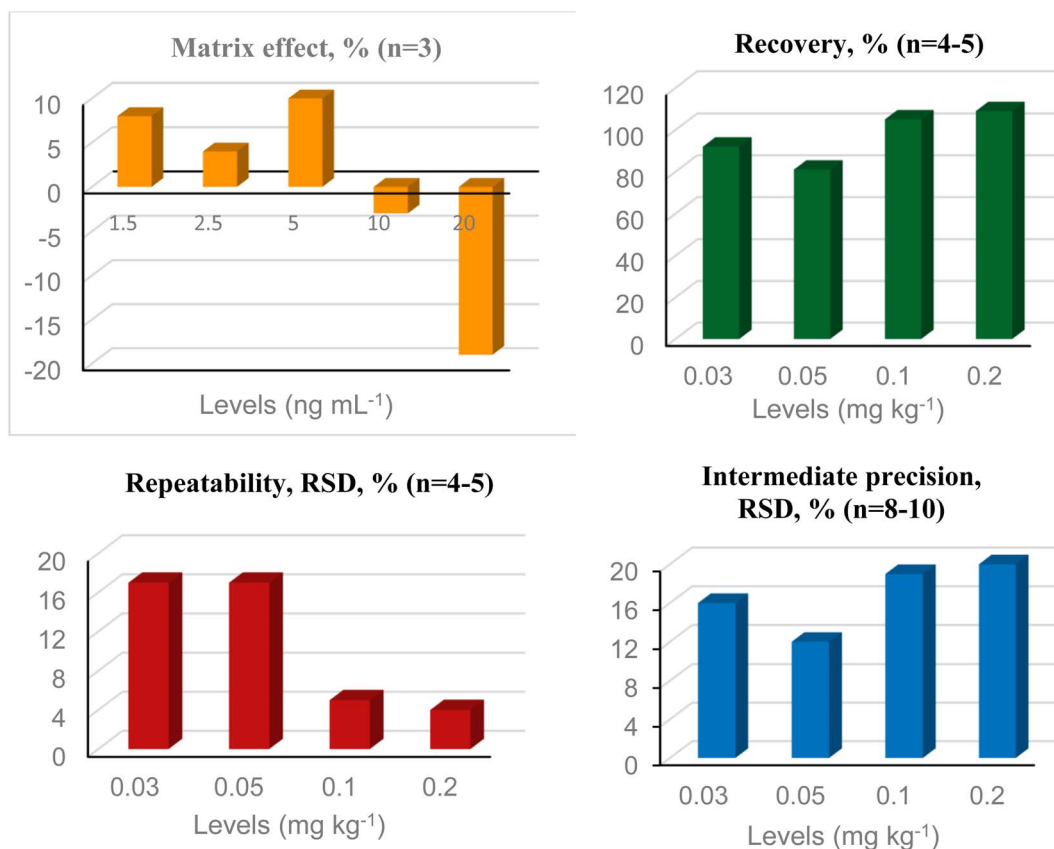 Matrix effect, % (n=3)
10
5
0
-5
-10
-15
-20
1.5 2.5 5 10 20
Levels (ng mL⁻¹)
Recovery, % (n=4-5)
120
100
80
60
40
20
0
0.03 0.05 0.1 0.2
Levels (mg kg⁻¹)
Repeatability, RSD, % (n=4-5)
20
16
12
8
4
0
0.03 0.05 0.1 0.2
Levels (mg kg⁻¹)
Intermediate precision,
RSD, % (n=8-10)
20
16
12
8
4
0
0.03 0.05 0.1 0.2
Levels (mg kg⁻¹)